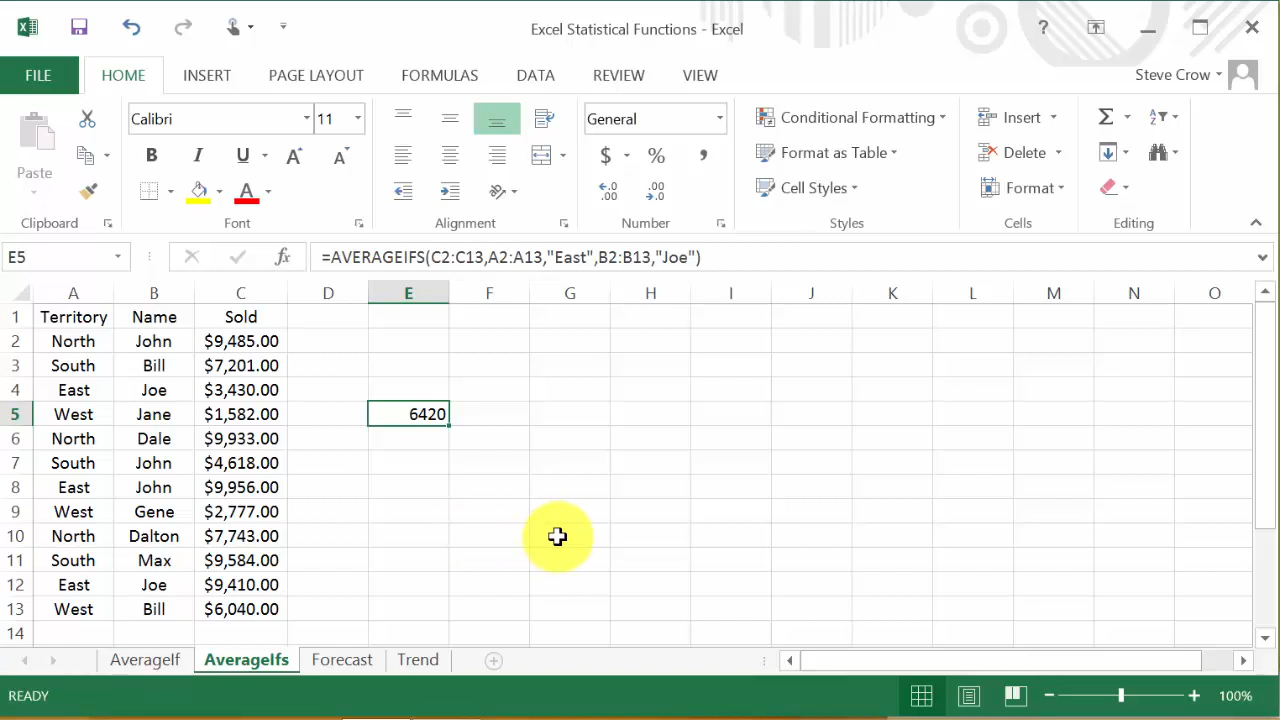 Excel Statistical Functions - Excel
?
FILE HOME INSERT PAGE LAYOUT FORMULAS DATA REVIEW VIEW Steve Crow
Calibri 11 General Conditional Formatting Insert Σ
Paste B I U A A $ % , Format as Table Delete
A Cell Styles Format
Clipboard Font Alignment Number Styles Cells Editing
E5 fx =AVERAGEIFS(C2:C13,A2:A13,"East",B2:B13,"Joe")
A B C D E F G H I J K L M N O
1 Territory Name Sold
2 North John $9,485.00
3 South Bill $7,201.00
4 East Joe $3,430.00
5 West Jane $1,582.00 6420
6 North Dale $9,933.00
7 South John $4,618.00
8 East John $9,956.00
9 West Gene $2,777.00
10 North Dalton $7,743.00
11 South Max $9,584.00
12 East Joe $9,410.00
13 West Bill $6,040.00
14
AverageIf AverageIfs Forecast Trend
READY 100%